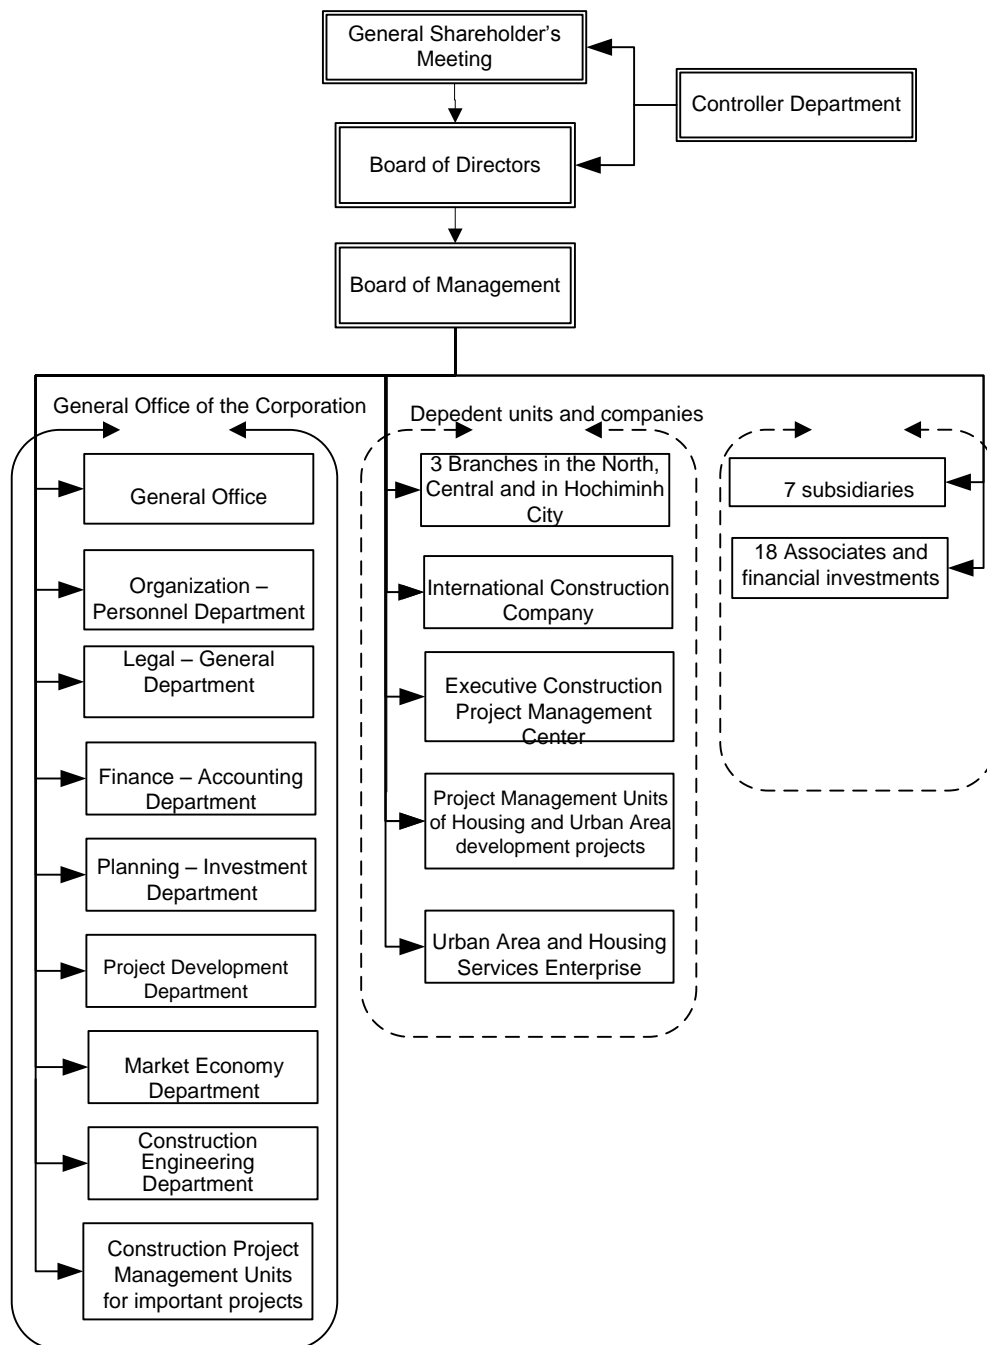 General Shareholder's
Meeting
Controller Department
Board of Directors
Board of Management
General Office of the Corporation
General Office
Organization –
Personnel Department
Legal – General
Department
Finance – Accounting
Department
Planning – Investment
Department
Project Development
Department
Market Economy
Department
Construction
Engineering
Department
Construction Project
Management Units
for important projects
Depedent units and companies
3 Branches in the North,
Central and in Hochiminh
City
International Construction
Company
Executive Construction
Project Management
Center
Project Management Units
of Housing and Urban Area
development projects
Urban Area and Housing
Services Enterprise
7 subsidiaries
18 Associates and
financial investments